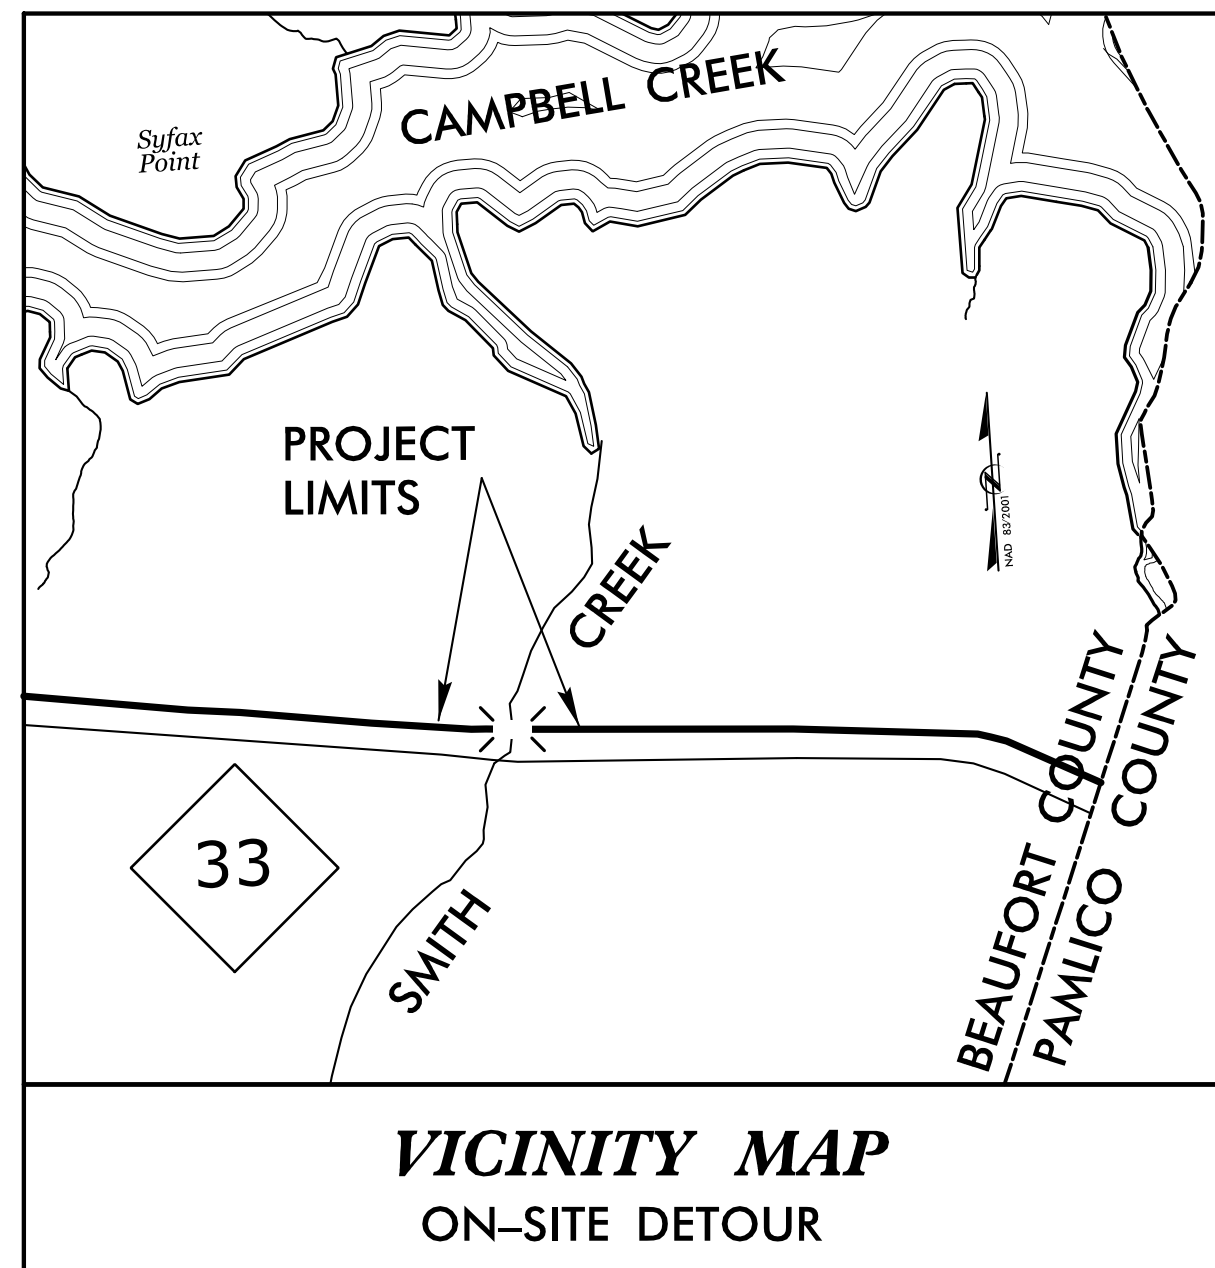 CAMPBELL CREEK
Syfax
Point
PROJECT
LIMITS
NAD 83/2001
SMITH CREEK
BEAUFORT COUNTY
PAMLICO COUNTY
33
VICINITY MAP
ON–SITE DETOUR